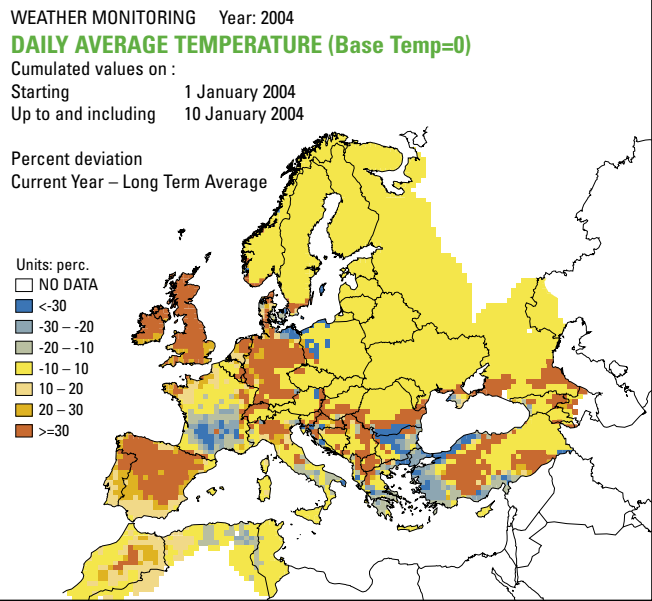 WEATHER MONITORING Year: 2004
DAILY AVERAGE TEMPERATURE (Base Temp=0)
Cumulated values on :
Starting 1 January 2004
Up to and including 10 January 2004
Percent deviation
Current Year – Long Term Average
Units: perc.
NO DATA
<-30
-30 – -20
-20 – -10
-10 – 10
10 – 20
20 – 30
>=30